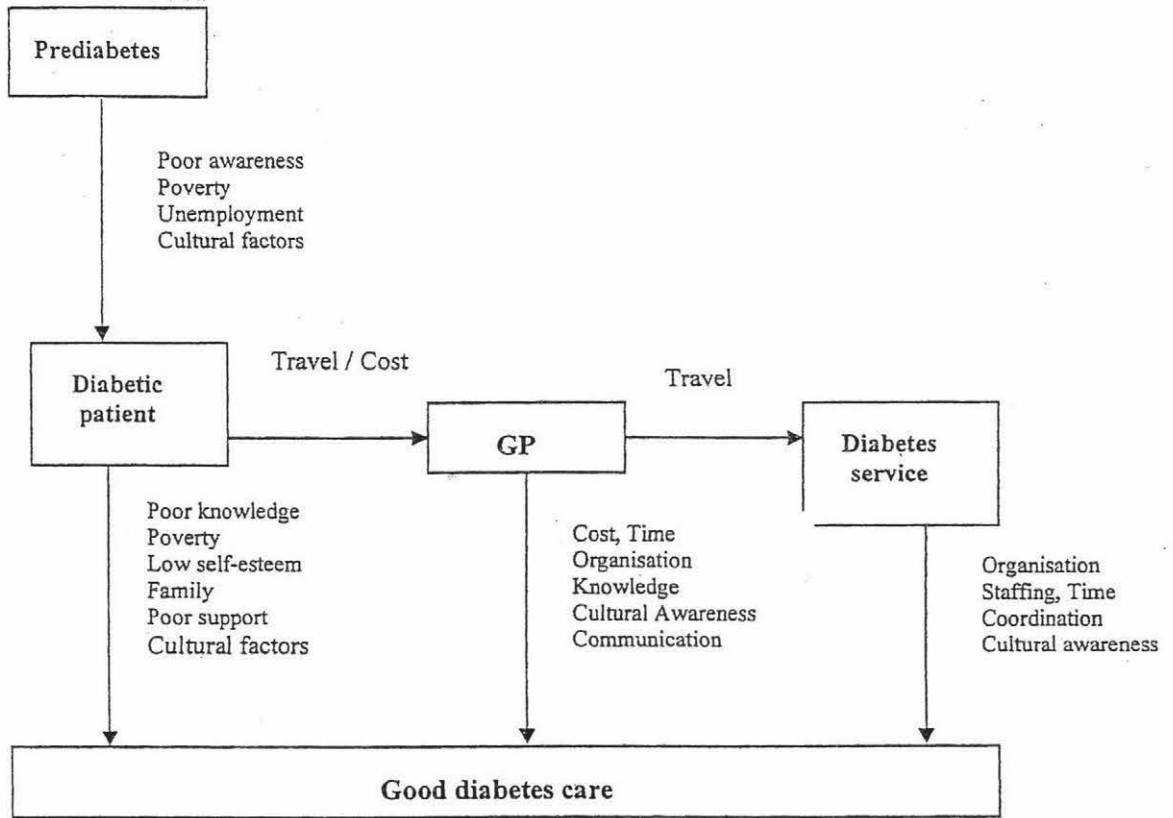 Prediabetes
Poor awareness
Poverty
Unemployment
Cultural factors
Diabetic
patient
Travel / Cost
GP
Travel
Diabetes
service
Poor knowledge
Poverty
Low self-esteem
Family
Poor support
Cultural factors
Cost, Time
Organisation
Knowledge
Cultural Awareness
Communication
Organisation
Staffing, Time
Coordination
Cultural awareness
Good diabetes care